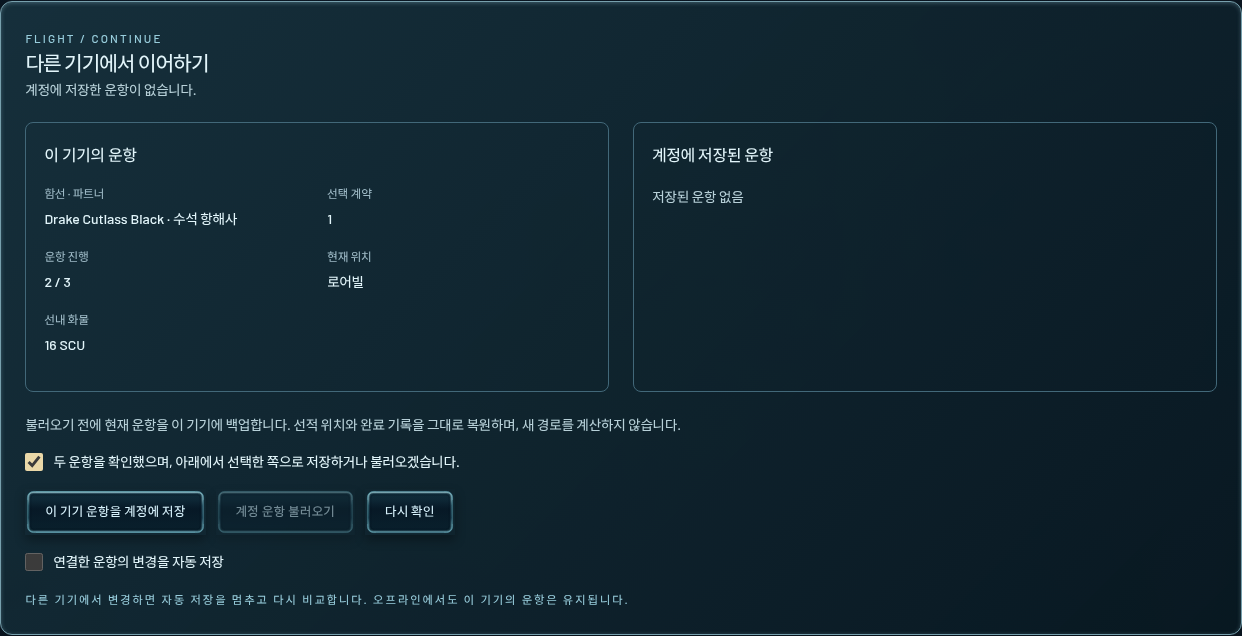 FLIGHT / CONTINUE
다른 기기에서 이어하기
계정에 저장한 운항이 없습니다.
이 기기의 운항
함선 · 파트너
선택 계약
Drake Cutlass Black · 수석 항해사
1
운항 진행
현재 위치
2 / 3
로어빌
선내 화물
16 SCU
계정에 저장된 운항
저장된 운항 없음
불러오기 전에 현재 운항을 이 기기에 백업합니다. 선적 위치와 완료 기록을 그대로 복원하며, 새 경로를 계산하지 않습니다.
두 운항을 확인했으며, 아래에서 선택한 쪽으로 저장하거나 불러오겠습니다.
이 기기 운항을 계정에 저장
계정 운항 불러오기
다시 확인
연결한 운항의 변경을 자동 저장
다른 기기에서 변경하면 자동 저장을 멈추고 다시 비교합니다. 오프라인에서도 이 기기의 운항은 유지됩니다.